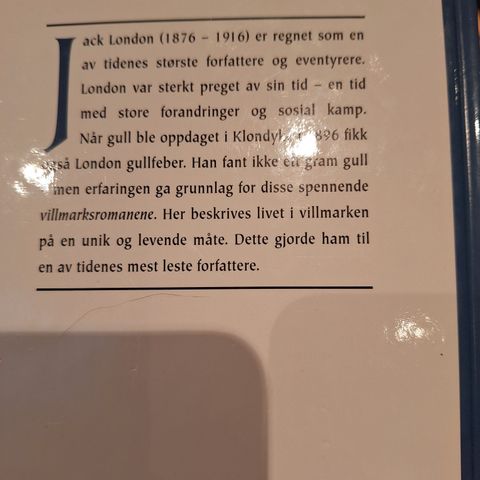 Jack London (1876 – 1916) er regnet som en
av tidenes største forfattere og eventyrere.
London var sterkt preget av sin tid – en tid
med store forandringer og sosial kamp.
Når gull ble oppdaget i 1896 fikk
også London gullfeber. Han fant ikke ett gram gull
men erfaringen ga grunnlag for disse spennende
villmarksromanene. Her beskrives livet i villmarken
på en unik og levende måte. Dette gjorde ham til
en av tidenes mest leste forfattere.